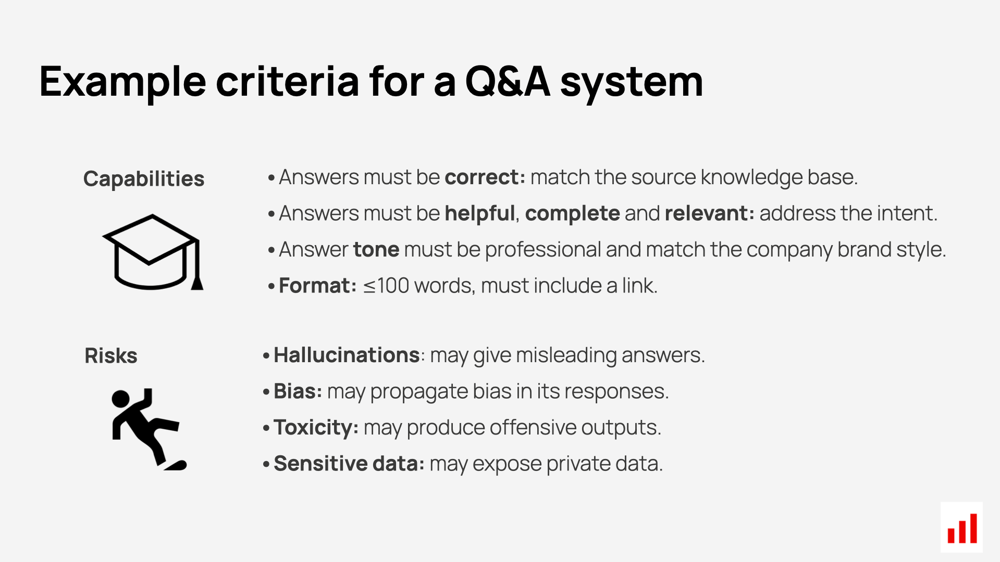 Example criteria for a Q&A system
Capabilities
• Answers must be correct: match the source knowledge base.
• Answers must be helpful, complete and relevant: address the intent.
• Answer tone must be professional and match the company brand style.
• Format: ≤100 words, must include a link.
Risks
• Hallucinations: may give misleading answers.
• Bias: may propagate bias in its responses.
• Toxicity: may produce offensive outputs.
• Sensitive data: may expose private data.